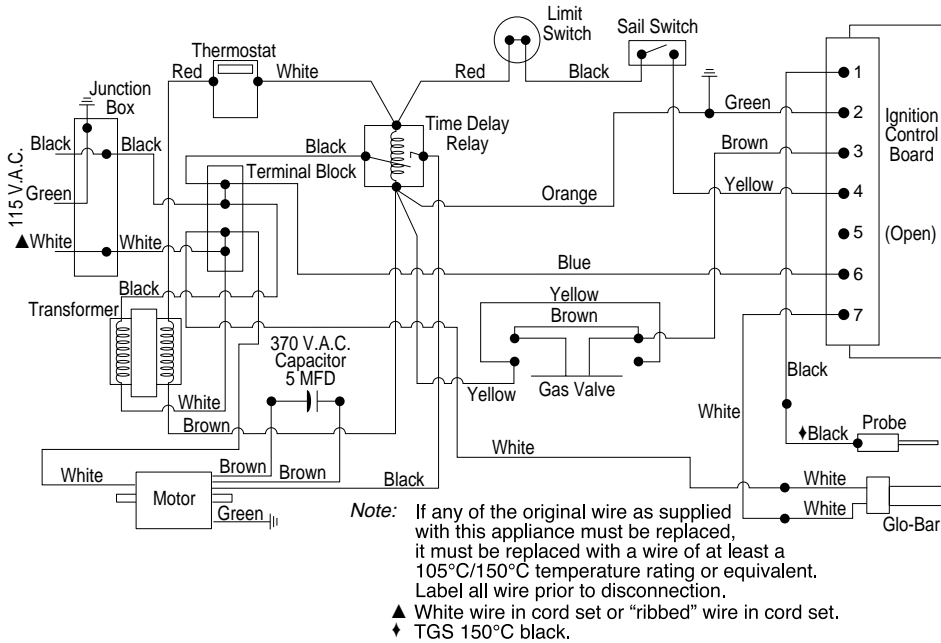 Limit
Switch
Sail Switch
Thermostat
Red
White
Red
Black
1
Junction
Box
Green
2
Ignition
Control
Board
Time Delay
Relay
Black
Black
Black
Brown
3
115 V.A.C.
Terminal Block
Green
Orange
Yellow
4
▲White
White
5
(Open)
Blue
6
Black
Yellow
Transformer
Brown
7
370 V.A.C.
Capacitor
5 MFD
Gas Valve
Yellow
Black
White
White
Brown
♦Black
Probe
White
White
Brown
Brown
White
Black
Motor
White
Green
Glo-Bar
Note: If any of the original wire as supplied
with this appliance must be replaced,
it must be replaced with a wire of at least a
105°C/150°C temperature rating or equivalent.
Label all wire prior to disconnection.
▲ White wire in cord set or “ribbed” wire in cord set.
♦ TGS 150°C black.